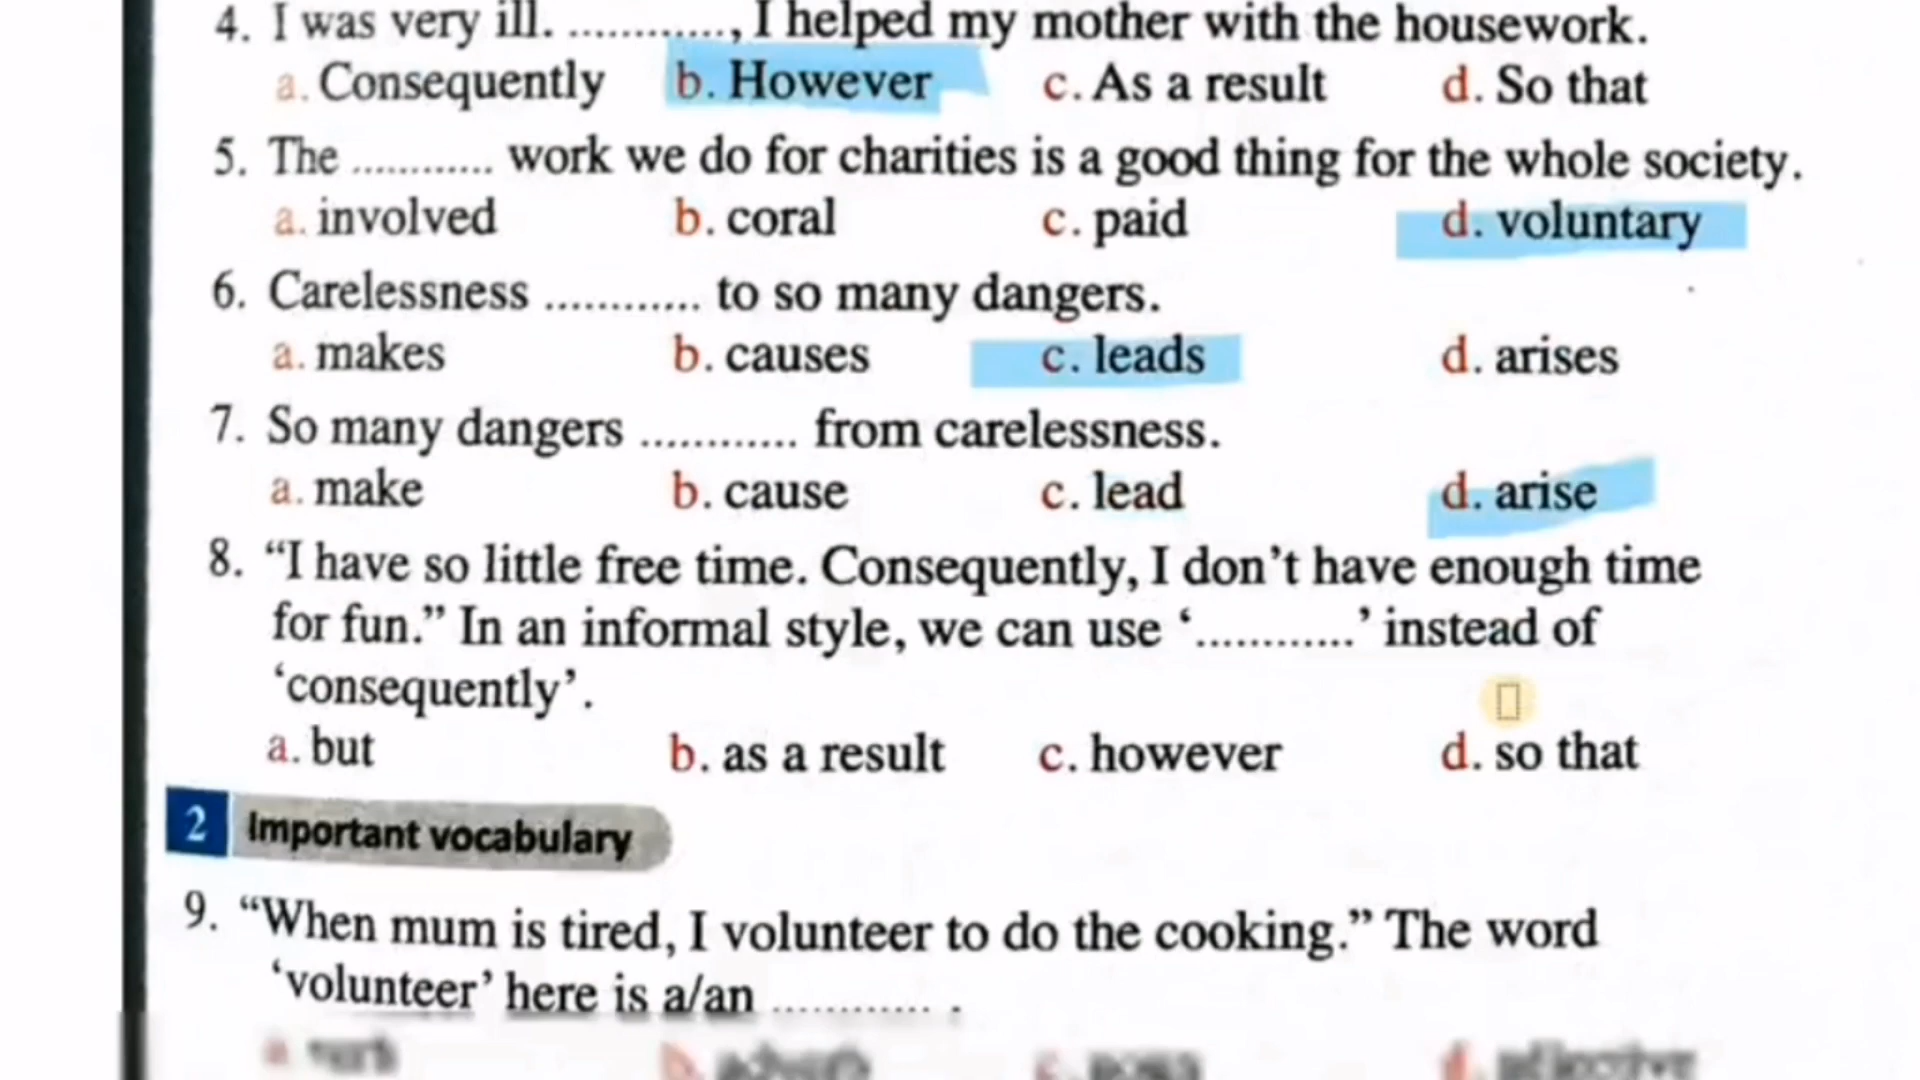 4. I was very ill. ............, I helped my mother with the housework.
a. Consequently b. However c. As a result d. So that
5. The ............ work we do for charities is a good thing for the whole society.
a. involved b. coral c. paid d. voluntary
6. Carelessness ............ to so many dangers.
a. makes b. causes c. leads d. arises
7. So many dangers ............ from carelessness.
a. make b. cause c. lead d. arise
8. “I have so little free time. Consequently, I don’t have enough time
for fun.” In an informal style, we can use ‘............’ instead of
‘consequently’.
a. but b. as a result c. however d. so that
2 Important vocabulary
9. “When mum is tired, I volunteer to do the cooking.” The word
‘volunteer’ here is a/an ............ .
a. verb b. adverb c. noun d. adjective